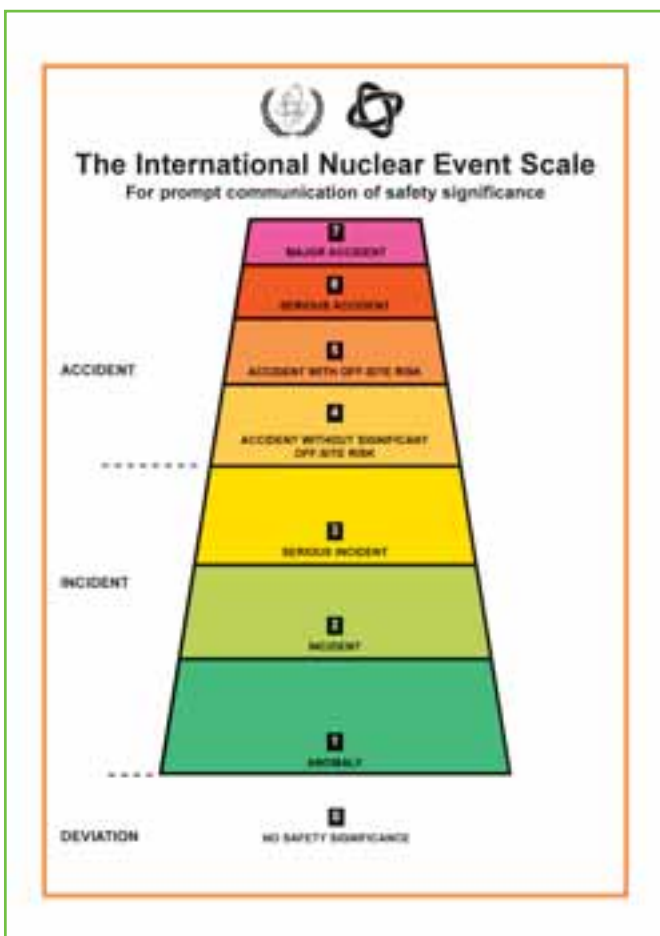 The International Nuclear Event Scale
For prompt communication of safety significance
7
MAJOR ACCIDENT
6
SERIOUS ACCIDENT
5
ACCIDENT WITH OFF-SITE RISK
ACCIDENT
4
ACCIDENT WITHOUT SIGNIFICANT
OFF-SITE RISK
3
SERIOUS INCIDENT
INCIDENT
2
INCIDENT
1
ANOMALY
0
DEVIATION
NO SAFETY SIGNIFICANCE